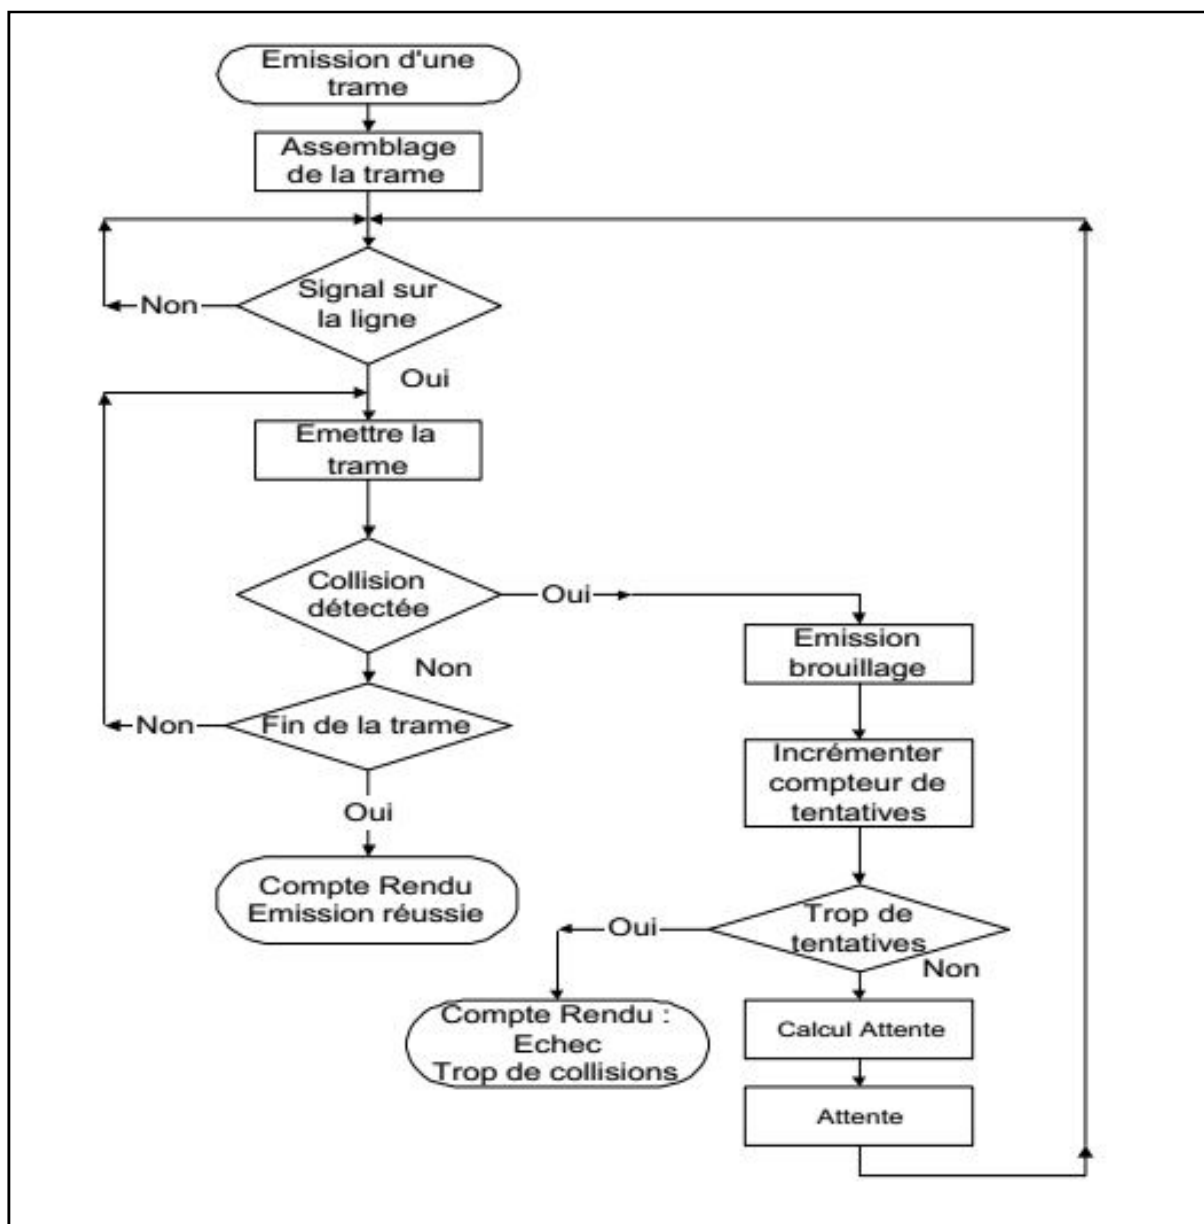 Emission d'une
trame
Assemblage
de la trame
Signal sur
la ligne
Non
Oui
Emettre la
trame
Collision
détectée
Oui
Non
Emission
brouillage
Fin de la trame
Non
Oui
Incrémenter
compteur de
tentatives
Compte Rendu
Emission réussie
Trop de
tentatives
Oui
Non
Compte Rendu :
Echec
Trop de collisions
Calcul Attente
Attente